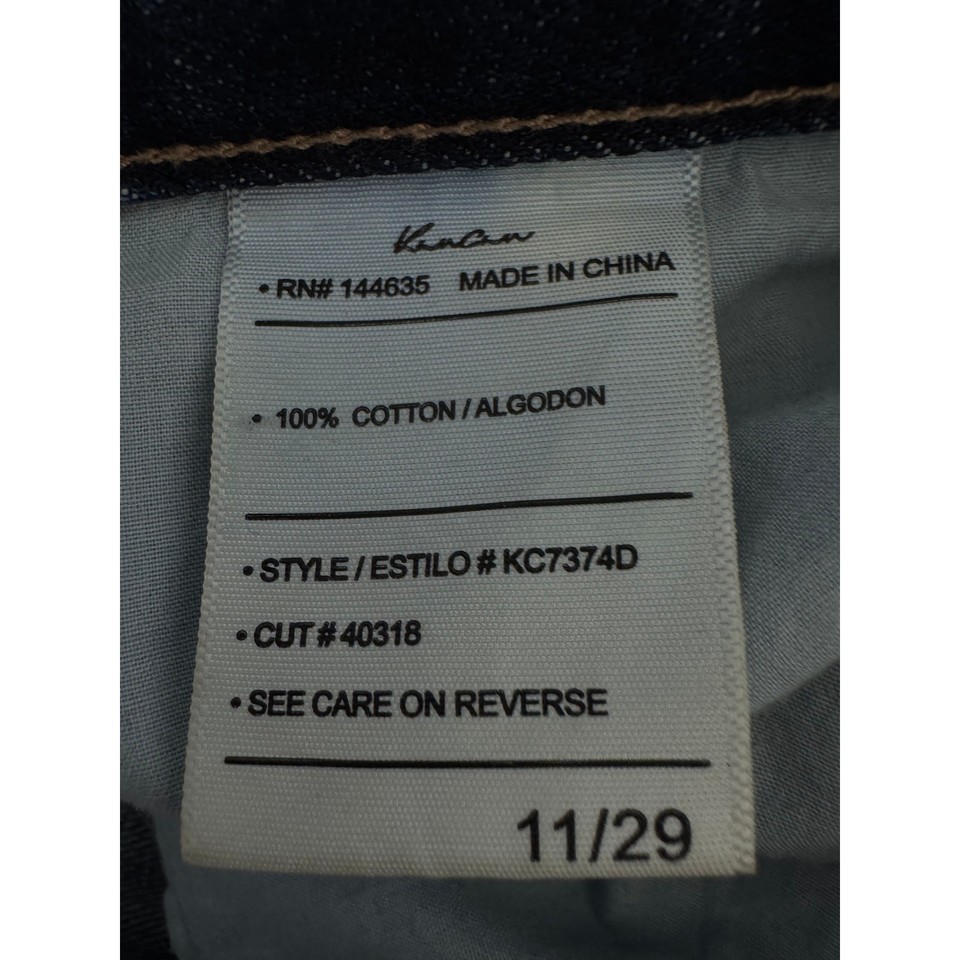 KanCan
• RN# 144635 MADE IN CHINA
• 100% COTTON / ALGODON
• STYLE / ESTILO # KC7374D
• CUT # 40318
• SEE CARE ON REVERSE
11/29